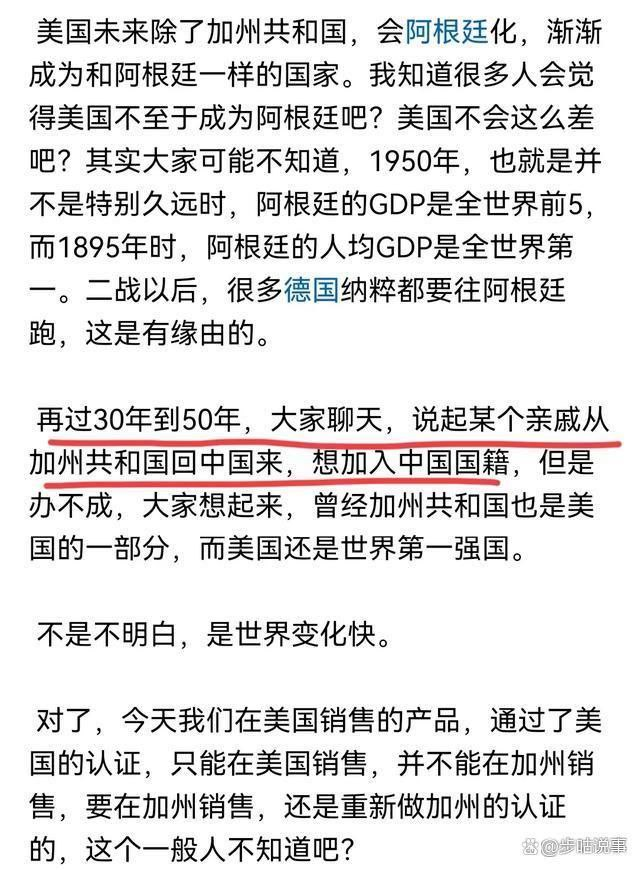 美国未来除了加州共和国，会阿根廷化，渐渐
成为和阿根廷一样的国家。我知道很多人会觉
得美国不至于成为阿根廷吧？美国不会这么差
吧？其实大家可能不知道，1950年，也就是并
不是特别久远时，阿根廷的GDP是全世界前5，
而1895年时，阿根廷的人均GDP是全世界第
一。二战以后，很多德国纳粹都要往阿根廷
跑，这是有缘由的。
再过30年到50年，大家聊天，说起某个亲戚从
加州共和国回中国来，想加入中国国籍，但是
办不成，大家想起来，曾经加州共和国也是美
国的一部分，而美国还是世界第一强国。
不是不明白，是世界变化快。
对了，今天我们在美国销售的产品，通过了美
国的认证，只能在美国销售，并不能在加州销
售，要在加州销售，还是重新做加州的认证
的，这个一般人不知道吧？
@步咕说事